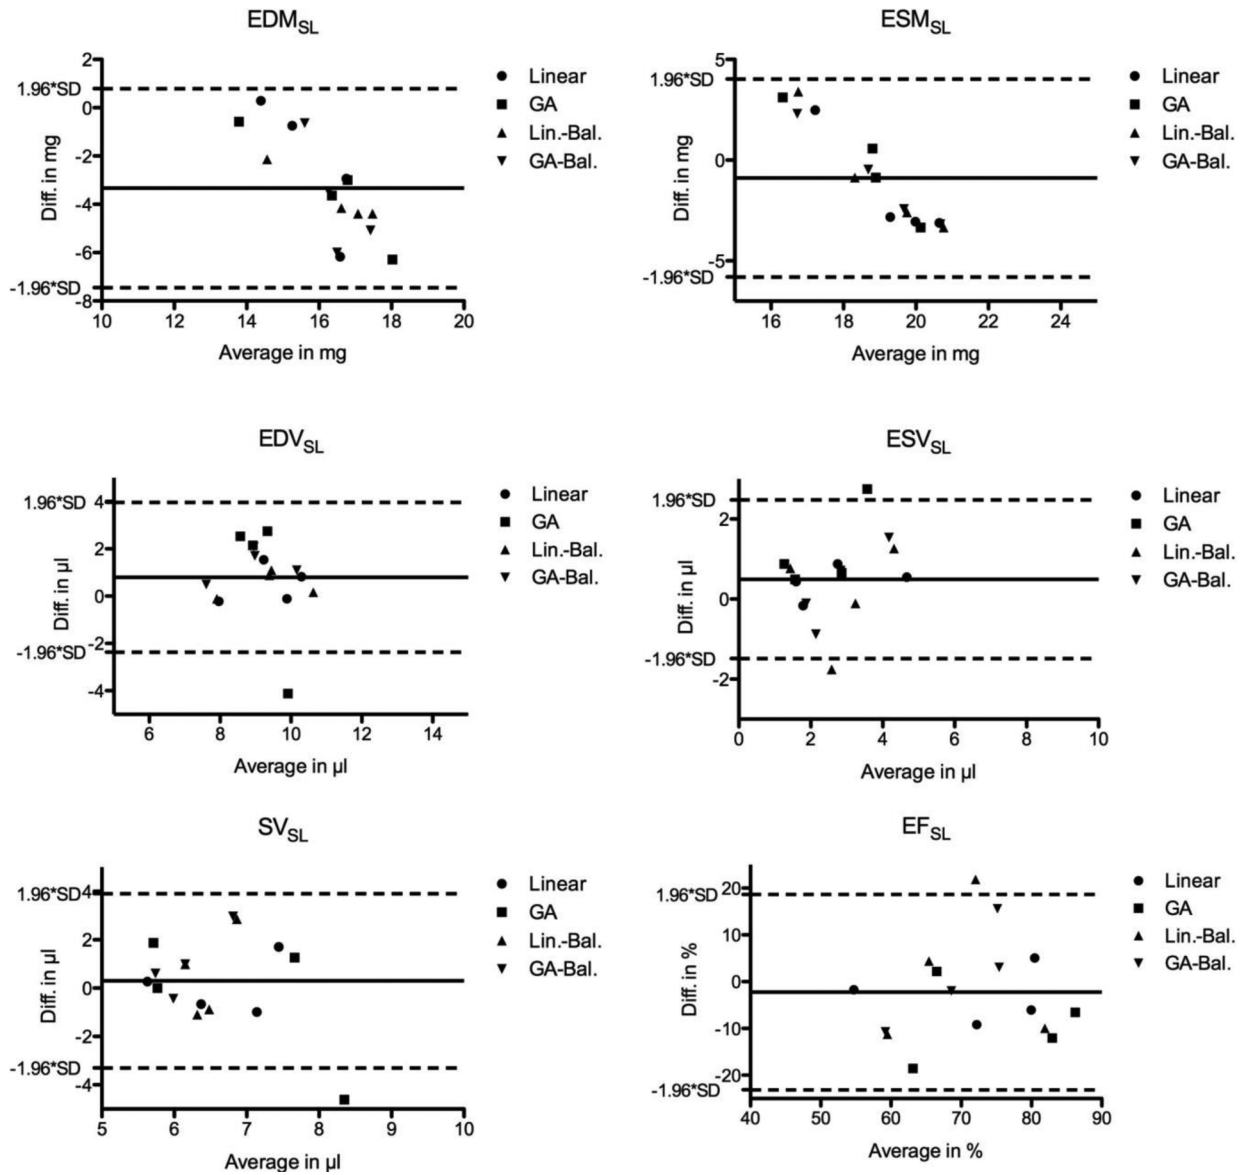 EDM_SL
2
1.96*SD
0
-2
-4
-6
-1.96*SD
-8
Diff. in mg
10 12 14 16 18 20
Average in mg
Linear
GA
Lin.-Bal.
GA-Bal.
ESM_SL
5
1.96*SD
0
-5
-1.96*SD
Diff. in mg
16 18 20 22 24
Average in mg
Linear
GA
Lin.-Bal.
GA-Bal.
EDV_SL
1.96*SD 4
2
0
-2
-1.96*SD
-4
Diff. in µl
6 8 10 12 14
Average in µl
Linear
GA
Lin.-Bal.
GA-Bal.
ESV_SL
1.96*SD
2
0
-1.96*SD
-2
Diff. in µl
0 2 4 6 8 10
Average in µl
Linear
GA
Lin.-Bal.
GA-Bal.
SV_SL
1.96*SD 4
2
0
-2
-1.96*SD
-4
Diff. in µl
5 6 7 8 9 10
Average in µl
Linear
GA
Lin.-Bal.
GA-Bal.
EF_SL
20
1.96*SD
10
0
-10
-20
-1.96*SD
Diff. in %
40 50 60 70 80 90
Average in %
Linear
GA
Lin.-Bal.
GA-Bal.